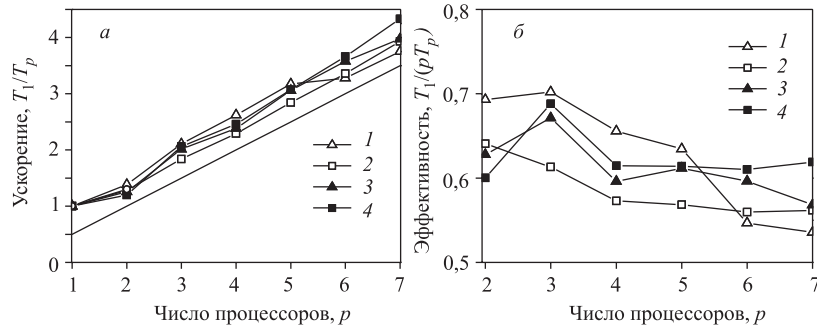 а
Ускорение, T₁/Tₚ
4
3
2
1
0
1
2
3
4
1 2 3 4 5 6 7
Число процессоров, p
б
Эффективность, T₁/(pTₚ)
0,8
0,7
0,6
0,5
1
2
3
4
2 3 4 5 6 7
Число процессоров, p